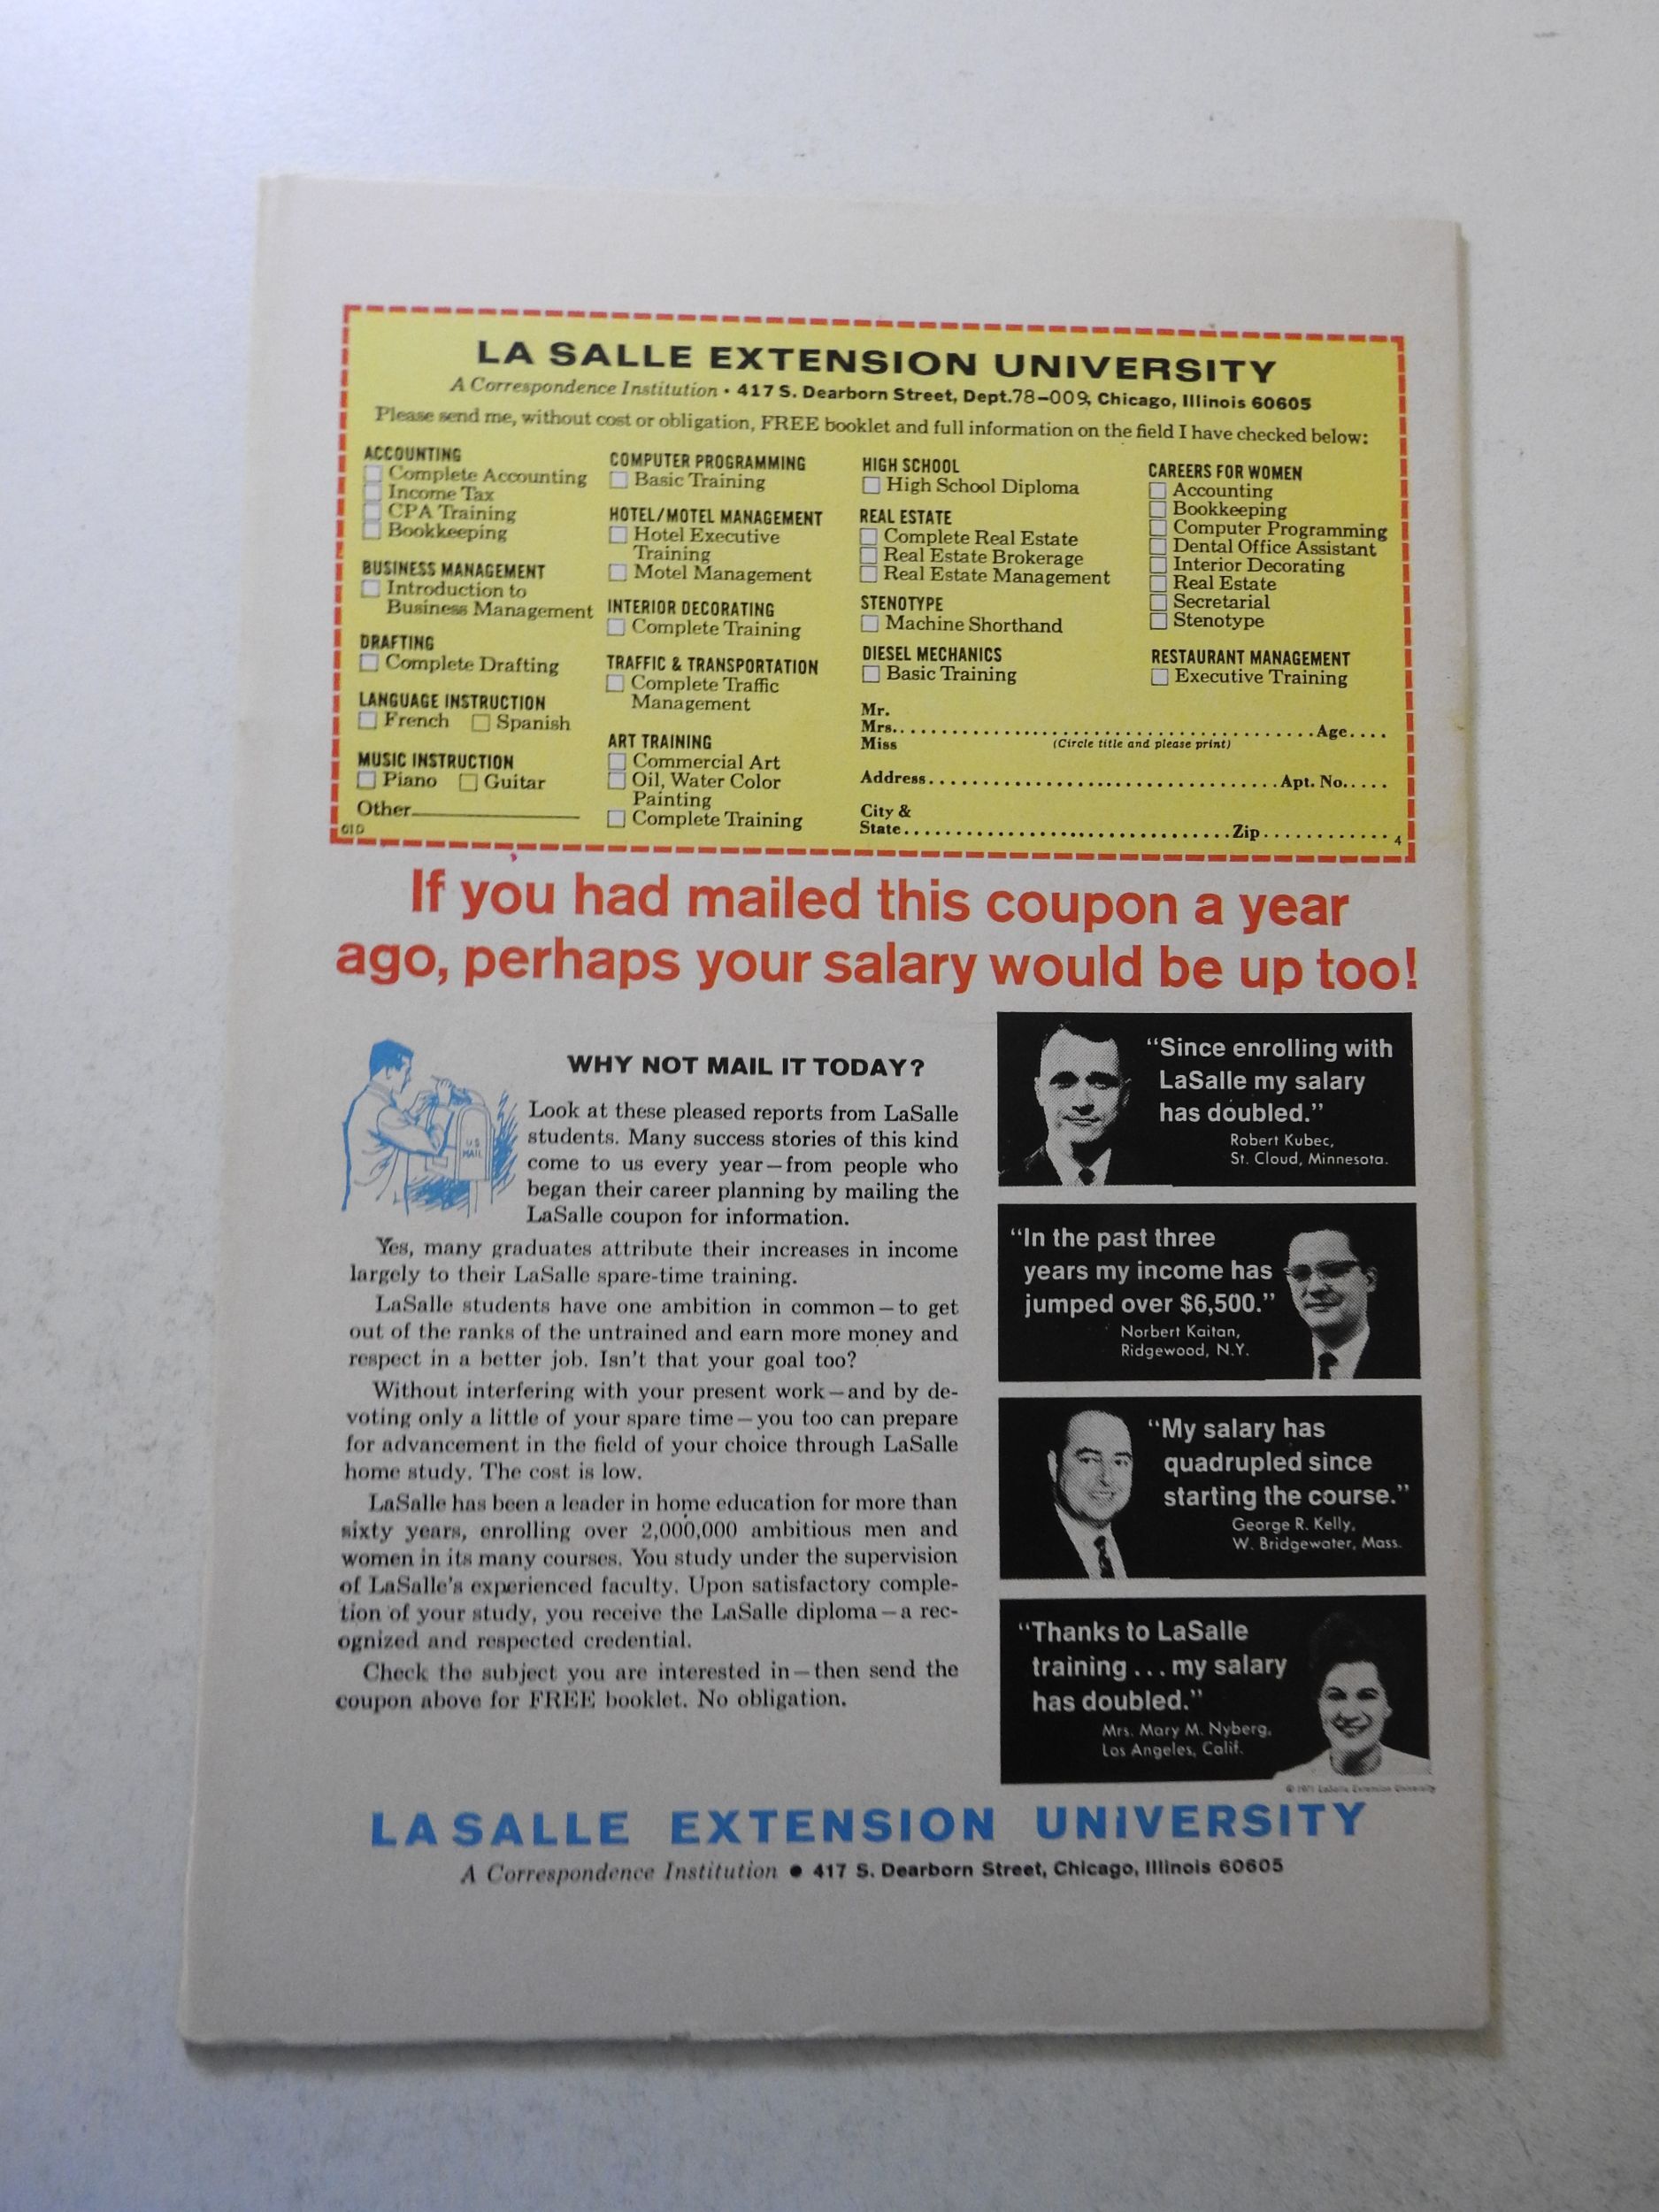 LA SALLE EXTENSION UNIVERSITY
A Correspondence Institution • 417 S. Dearborn Street, Dept.78-009, Chicago, Illinois 60605
Please send me, without cost or obligation, FREE booklet and full information on the field I have checked below:
ACCOUNTING
Complete Accounting
Income Tax
CPA Training
Bookkeeping
BUSINESS MANAGEMENT
Introduction to
Business Management
DRAFTING
Complete Drafting
LANGUAGE INSTRUCTION
French Spanish
MUSIC INSTRUCTION
Piano Guitar
Other
010
COMPUTER PROGRAMMING
Basic Training
HOTEL/MOTEL MANAGEMENT
Hotel Executive
Training
Motel Management
INTERIOR DECORATING
Complete Training
TRAFFIC & TRANSPORTATION
Complete Traffic
Management
ART TRAINING
Commercial Art
Oil, Water Color
Painting
Complete Training
HIGH SCHOOL
High School Diploma
REAL ESTATE
Complete Real Estate
Real Estate Brokerage
Real Estate Management
STENOTYPE
Machine Shorthand
DIESEL MECHANICS
Basic Training
CAREERS FOR WOMEN
Accounting
Bookkeeping
Computer Programming
Dental Office Assistant
Interior Decorating
Real Estate
Secretarial
Stenotype
RESTAURANT MANAGEMENT
Executive Training
Mr.
Mrs. Age
Miss (Circle title and please print)
Address Apt. No.
City &
State Zip
4
If you had mailed this coupon a year
ago, perhaps your salary would be up too!
U.S
MAIL
WHY NOT MAIL IT TODAY?
Look at these pleased reports from LaSalle
students. Many success stories of this kind
come to us every year—from people who
began their career planning by mailing the
LaSalle coupon for information.
Yes, many graduates attribute their increases in income
largely to their LaSalle spare-time training.
LaSalle students have one ambition in common—to get
out of the ranks of the untrained and earn more money and
respect in a better job. Isn't that your goal too?
Without interfering with your present work—and by de-
voting only a little of your spare time—you too can prepare
for advancement in the field of your choice through LaSalle
home study. The cost is low.
LaSalle has been a leader in home education for more than
sixty years, enrolling over 2,000,000 ambitious men and
women in its many courses. You study under the supervision
of LaSalle's experienced faculty. Upon satisfactory comple-
tion of your study, you receive the LaSalle diploma—a rec-
ognized and respected credential.
Check the subject you are interested in—then send the
coupon above for FREE booklet. No obligation.
"Since enrolling with
LaSalle my salary
has doubled."
Robert Kubec,
St. Cloud, Minnesota.
"In the past three
years my income has
jumped over $6,500."
Norbert Kaitan,
Ridgewood, N.Y.
"My salary has
quadrupled since
starting the course."
George R. Kelly,
W. Bridgewater, Mass.
"Thanks to LaSalle
training . . . my salary
has doubled."
Mrs. Mary M. Nyberg,
Los Angeles, Calif.
© 1971 LaSalle Extension University
LASALLE EXTENSION UNIVERSITY
A Correspondence Institution • 417 S. Dearborn Street, Chicago, Illinois 60605